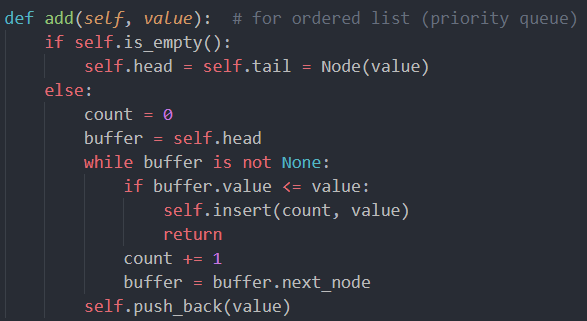 def add(self, value):  # for ordered list (priority queue)
    if self.is_empty():
        self.head = self.tail = Node(value)
    else:
        count = 0
        buffer = self.head
        while buffer is not None:
            if buffer.value <= value:
                self.insert(count, value)
                return
            count += 1
            buffer = buffer.next_node
        self.push_back(value)